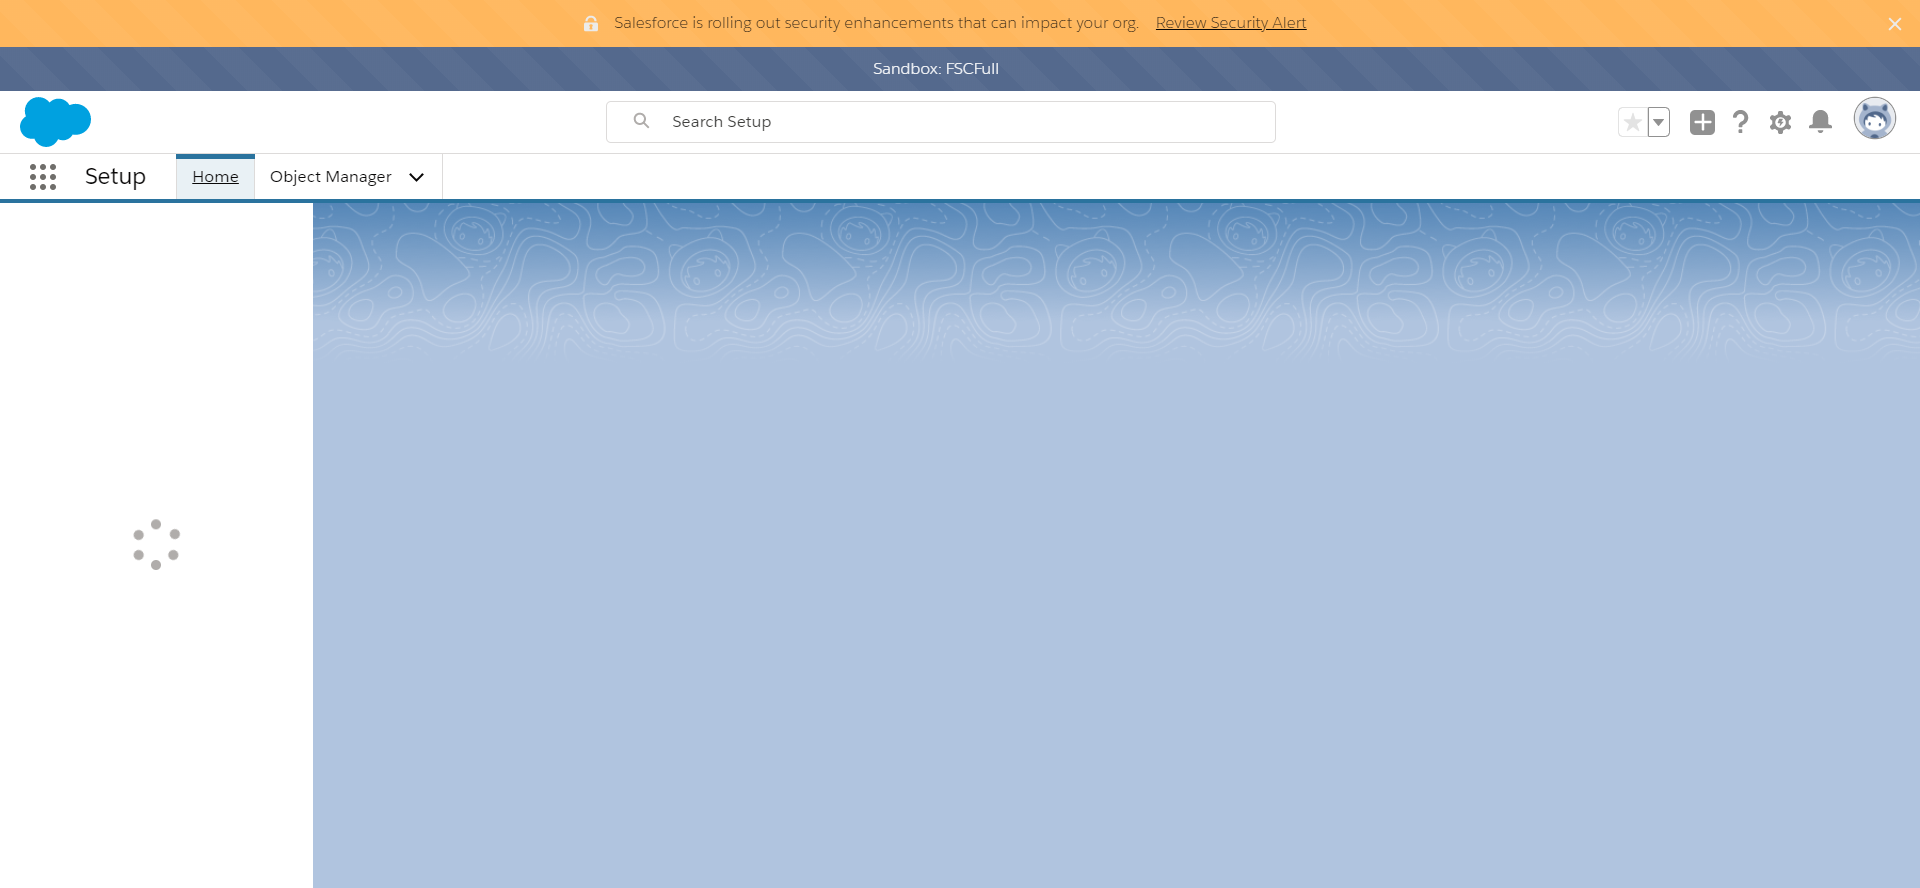 Salesforce is rolling out security enhancements that can impact your org. Review Security Alert
Sandbox: FSCFull
Search Setup
Setup Home Object Manager